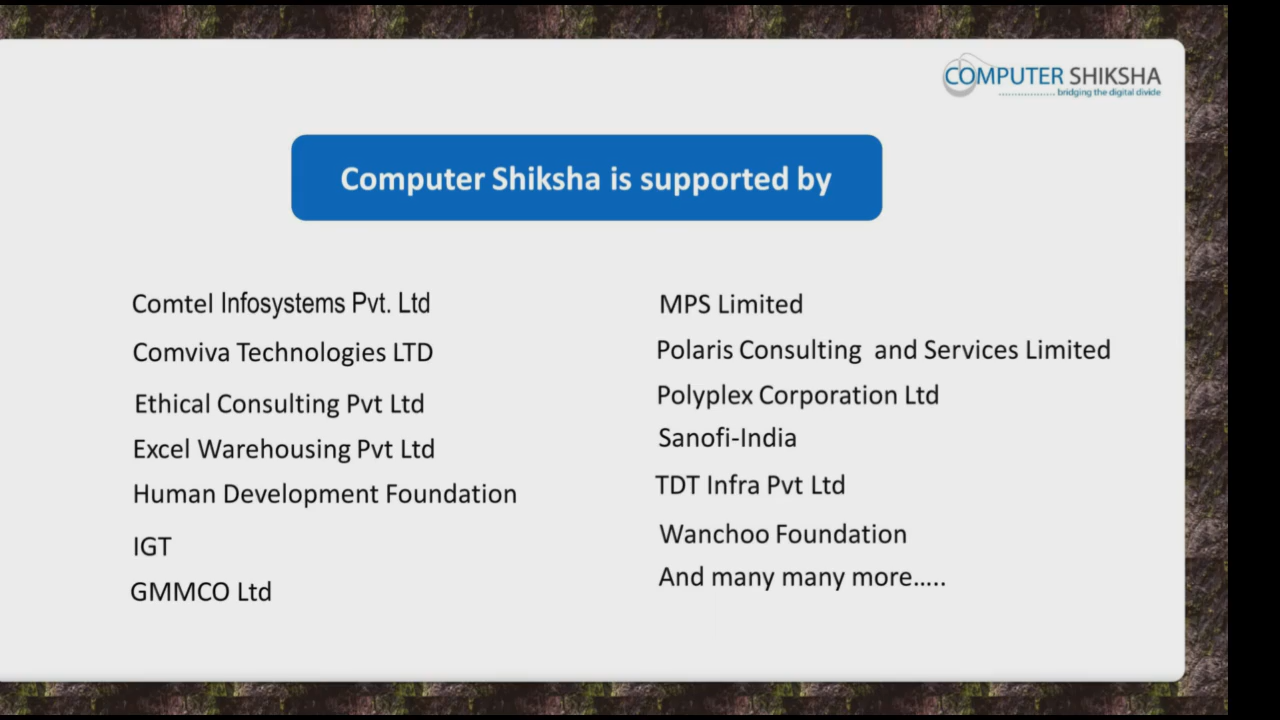 COMPUTER SHIKSHA
bridging the digital divide
Computer Shiksha is supported by
Comtel Infosystems Pvt. Ltd
Comviva Technologies LTD
Ethical Consulting Pvt Ltd
Excel Warehousing Pvt Ltd
Human Development Foundation
IGT
GMMCO Ltd
MPS Limited
Polaris Consulting and Services Limited
Polyplex Corporation Ltd
Sanofi-India
TDT Infra Pvt Ltd
Wanchoo Foundation
And many many more.....